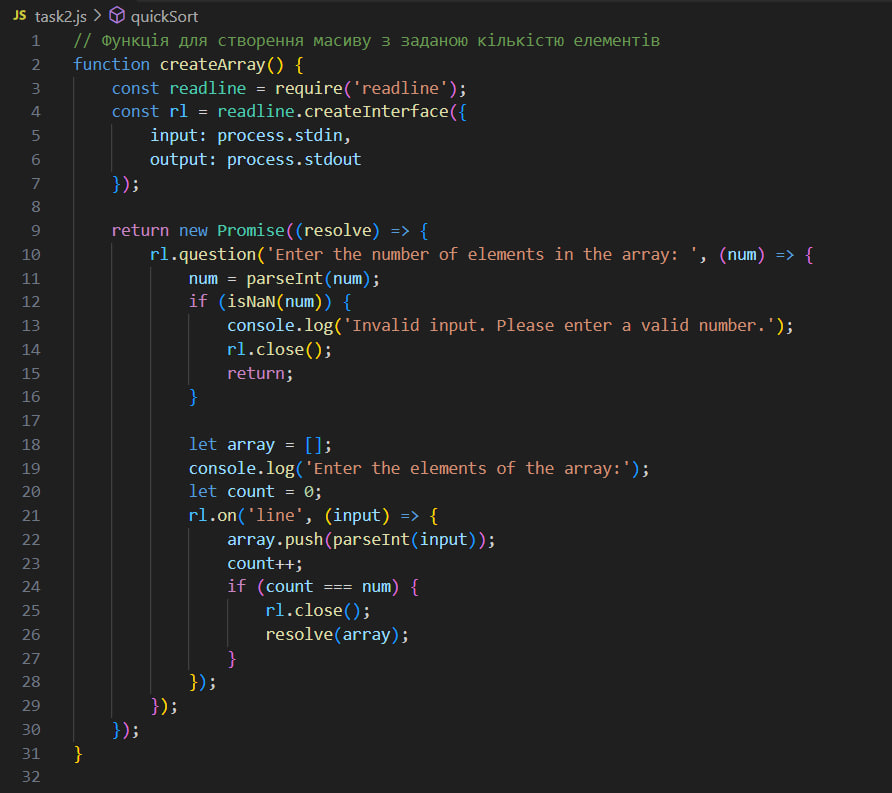 JS task2.js > quickSort
1 // Функція для створення масиву з заданою кількістю елементів
2 function createArray() {
3     const readline = require('readline');
4     const rl = readline.createInterface({
5         input: process.stdin,
6         output: process.stdout
7     });
8
9     return new Promise((resolve) => {
10         rl.question('Enter the number of elements in the array: ', (num) => {
11             num = parseInt(num);
12             if (isNaN(num)) {
13                 console.log('Invalid input. Please enter a valid number.');
14                 rl.close();
15                 return;
16             }
17
18             let array = [];
19             console.log('Enter the elements of the array:');
20             let count = 0;
21             rl.on('line', (input) => {
22                 array.push(parseInt(input));
23                 count++;
24                 if (count === num) {
25                     rl.close();
26                     resolve(array);
27                 }
28             });
29         });
30     });
31 }
32